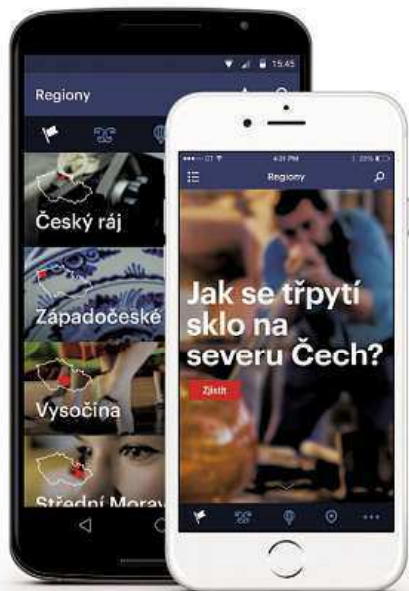 15:45
Regiony
Český ráj
Západočeské
Vysočina
Střední Morav
4:21 PM
Regiony
Jak se třpytí
sklo na
severu Čech?
Zjistit